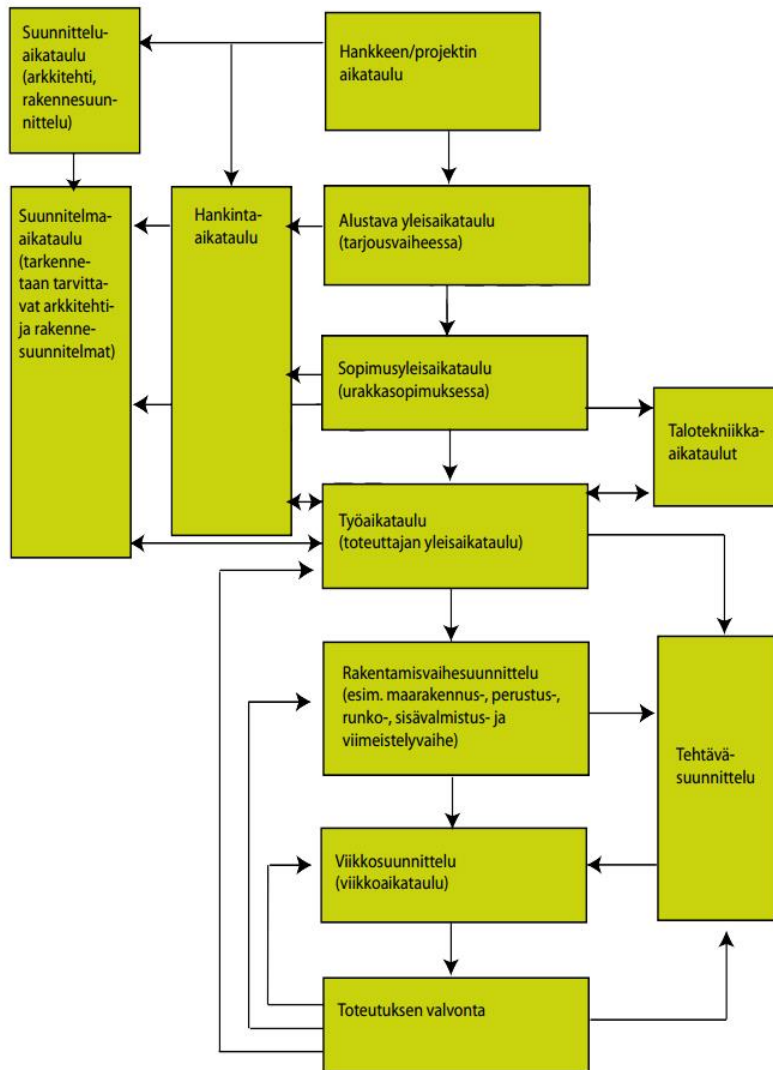 Suunnittelu-
aikataulu
(arkkitehti,
rakennesuun-
nittelu)
Hankkeen/projektin
aikataulu
Suunnitelma-
aikataulu
(tarkenne-
taan tarvitta-
vat arkkitehti-
ja rakenne-
suunnitelmat)
Hankinta-
aikataulu
Alustava yleisaikataulu
(tarjousvaiheessa)
Sopimusyleisaikataulu
(urakkasopimuksessa)
Talotekniikka-
aikataulut
Työaikataulu
(toteuttajan yleisaikataulu)
Rakentamisvaihesuunnittelu
(esim. maarakennus-, perustus-,
runko-, sisävalmistus- ja
viimeistelyvaihe)
Tehtävä-
suunnittelu
Viikkosuunnittelu
(viikkoaikataulu)
Toteutuksen valvonta